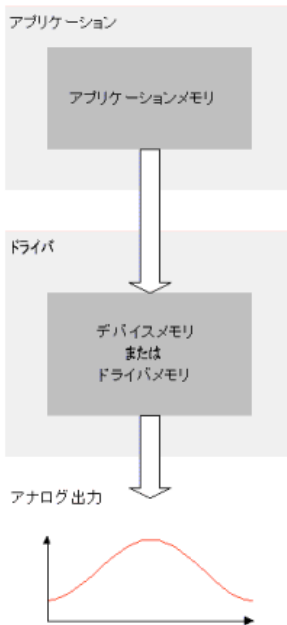 アプリケーション
アプリケーションメモリ
ドライバ
デバイスメモリ
または
ドライバメモリ
アナログ出力